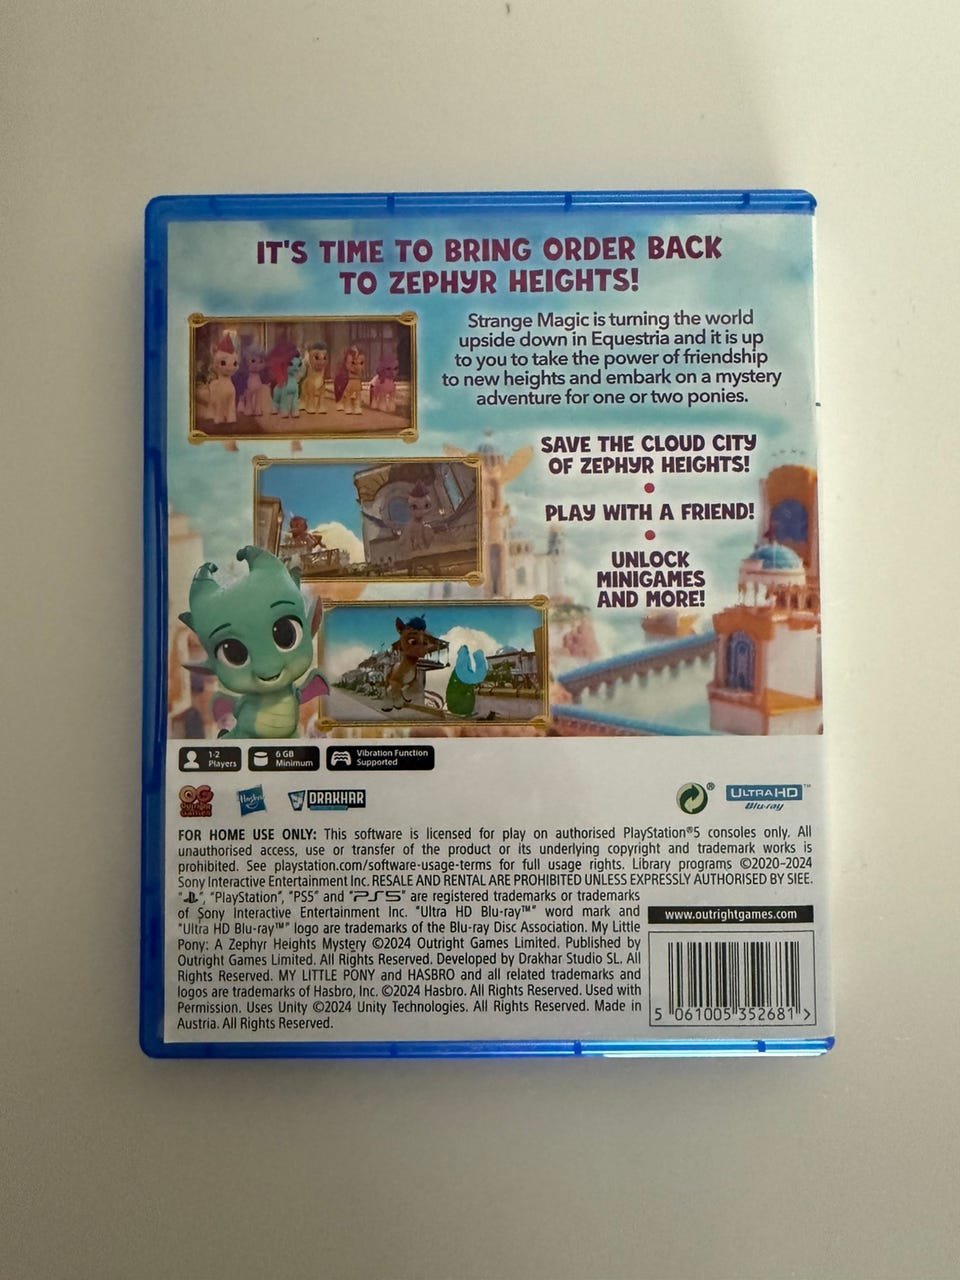 IT'S TIME TO BRING ORDER BACK
TO ZEPHYR HEIGHTS!
Strange Magic is turning the world
upside down in Equestria and it is up
to you to take the power of friendship
to new heights and embark on a mystery
adventure for one or two ponies.
SAVE THE CLOUD CITY
OF ZEPHYR HEIGHTS!
PLAY WITH A FRIEND!
UNLOCK
MINIGAMES
AND MORE!
1-2
Players
6 GB
Minimum
Vibration Function
Supported
OG
Outright
Games
Hasbro
DRAKHAR
®
ULTRA HD™
Blu-ray
FOR HOME USE ONLY: This software is licensed for play on authorised PlayStation®5 consoles only. All
unauthorised access, use or transfer of the product or its underlying copyright and trademark works is
prohibited. See playstation.com/software-usage-terms for full usage rights. Library programs ©2020–2024
Sony Interactive Entertainment Inc. RESALE AND RENTAL ARE PROHIBITED UNLESS EXPRESSLY AUTHORISED BY SIEE.
"PS", "PlayStation", "PS5" and "PS5" are registered trademarks or trademarks
of Sony Interactive Entertainment Inc. "Ultra HD Blu-ray™" word mark and
"Ultra HD Blu-ray™" logo are trademarks of the Blu-ray Disc Association. My Little
Pony: A Zephyr Heights Mystery ©2024 Outright Games Limited. Published by
Outright Games Limited. All Rights Reserved. Developed by Drakhar Studio SL. All
Rights Reserved. MY LITTLE PONY and HASBRO and all related trademarks and
logos are trademarks of Hasbro, Inc. ©2024 Hasbro. All Rights Reserved. Used with
Permission. Uses Unity ©2024 Unity Technologies. All Rights Reserved. Made in
Austria. All Rights Reserved.
www.outrightgames.com
5 061005 352681 >